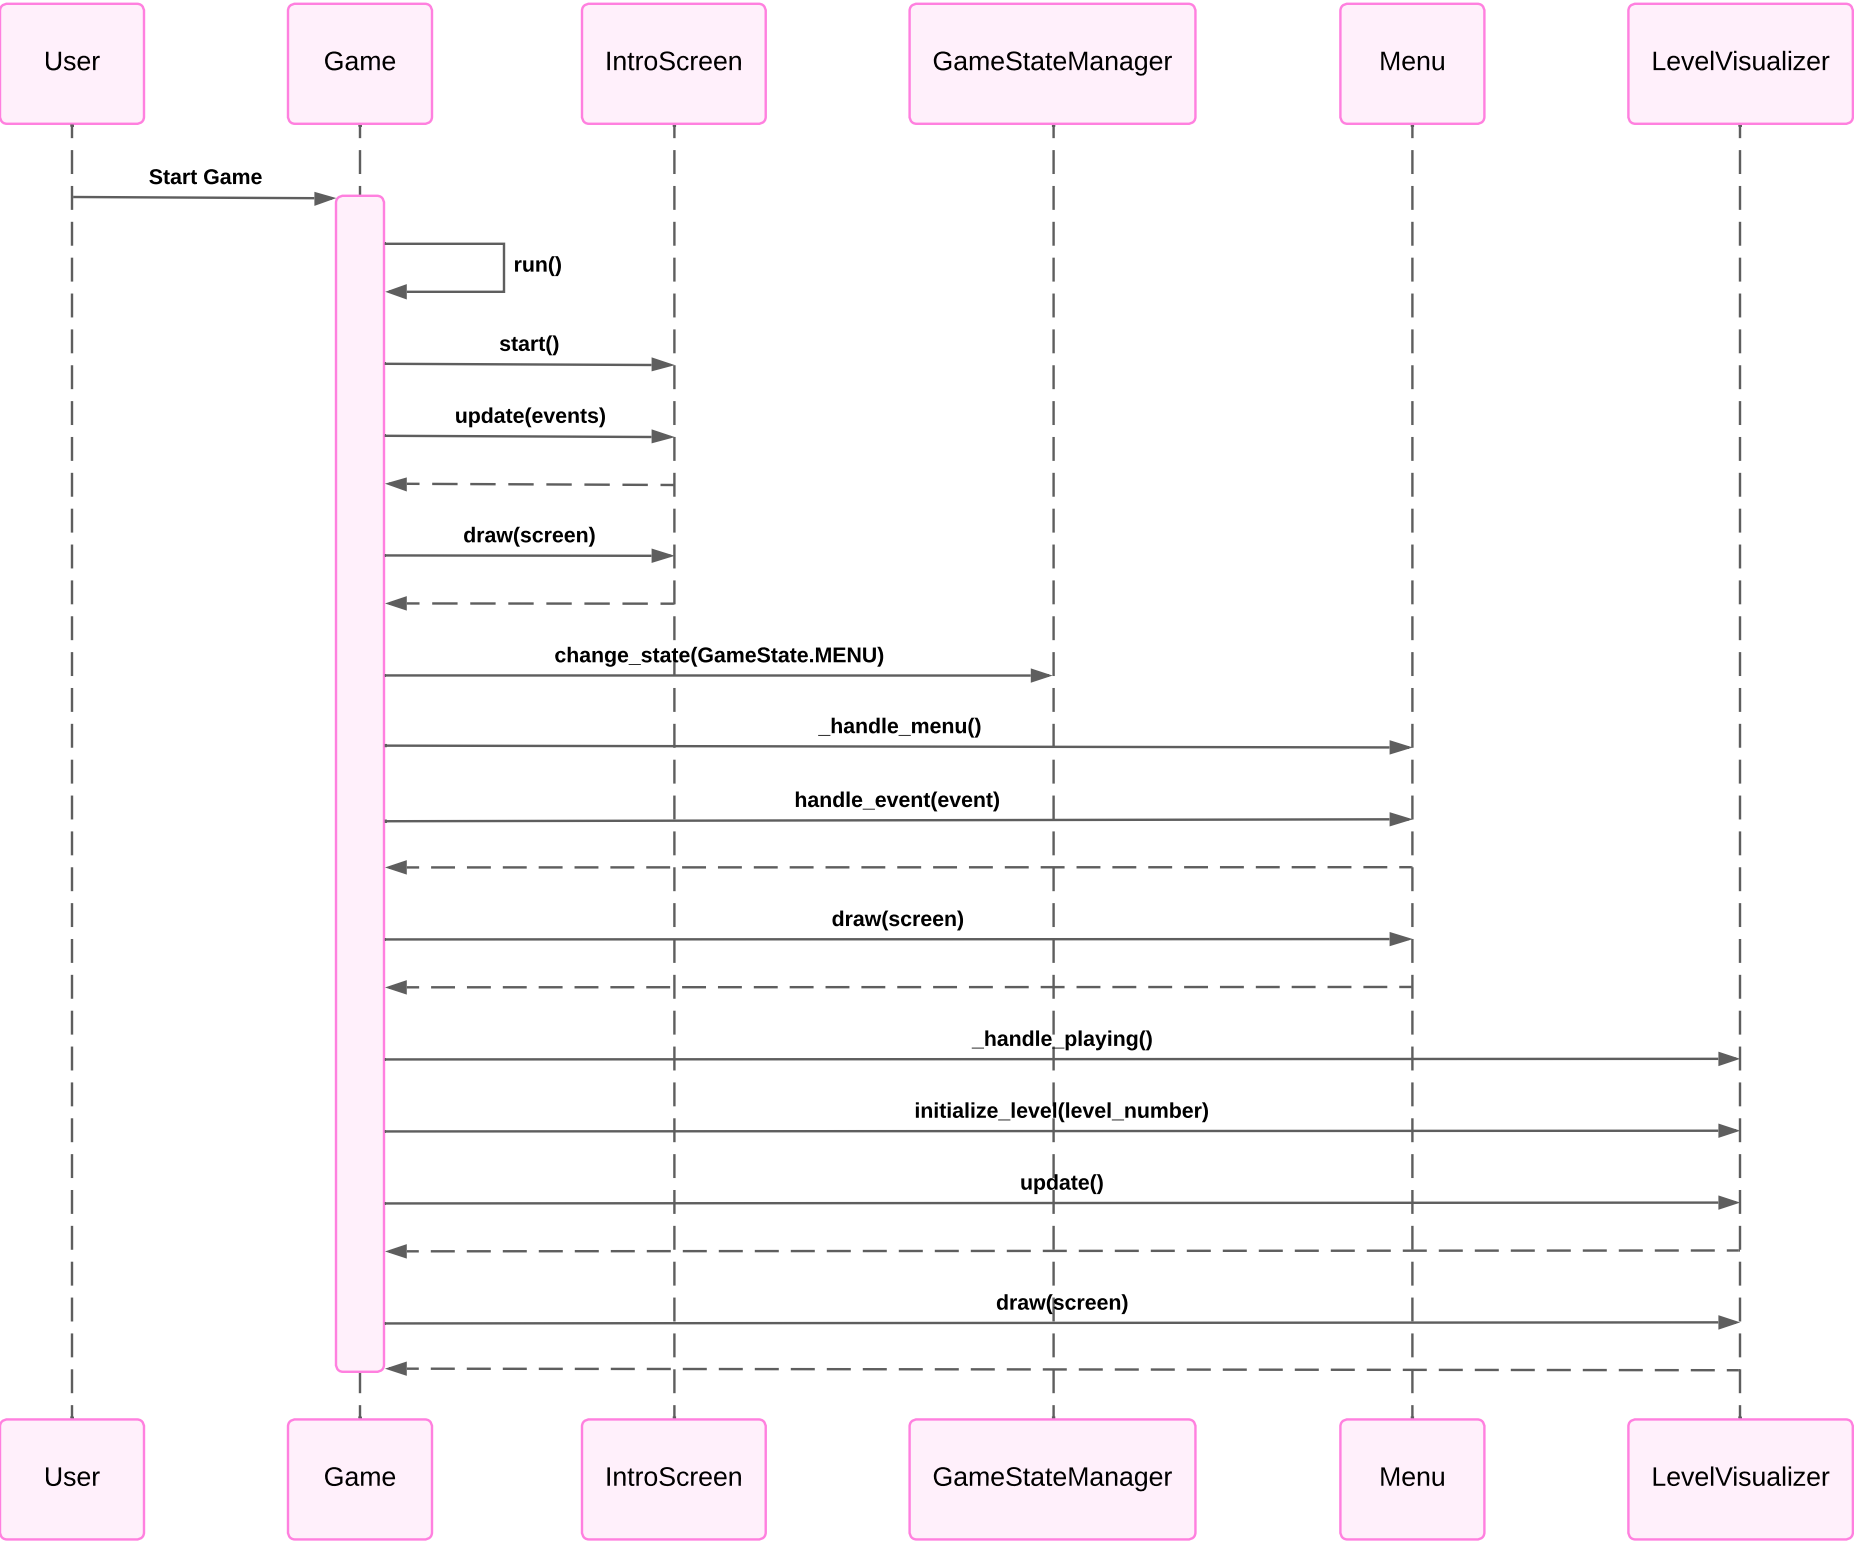 User
Game
IntroScreen
GameStateManager
Menu
LevelVisualizer
Start Game
run()
start()
update(events)
draw(screen)
change_state(GameState.MENU)
_handle_menu()
handle_event(event)
draw(screen)
_handle_playing()
initialize_level(level_number)
update()
draw(screen)
User
Game
IntroScreen
GameStateManager
Menu
LevelVisualizer